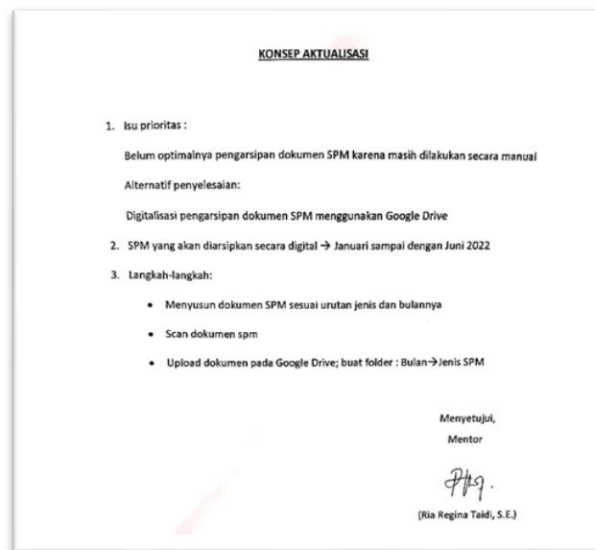 KONSEP AKTUALISASI
1. Isu prioritas :
Belum optimalnya pengarsipan dokumen SPM karena masih dilakukan secara manual
Alternatif penyelesaian:
Digitalisasi pengarsipan dokumen SPM menggunakan Google Drive
2. SPM yang akan diarsipkan secara digital → Januari sampai dengan Juni 2022
3. Langkah-langkah:
• Menyusun dokumen SPM sesuai urutan jenis dan bulannya
• Scan dokumen spm
• Upload dokumen pada Google Drive; buat folder : Bulan→Jenis SPM
Menyetujui,
Mentor
(Ria Regina Taidi, S.E.)